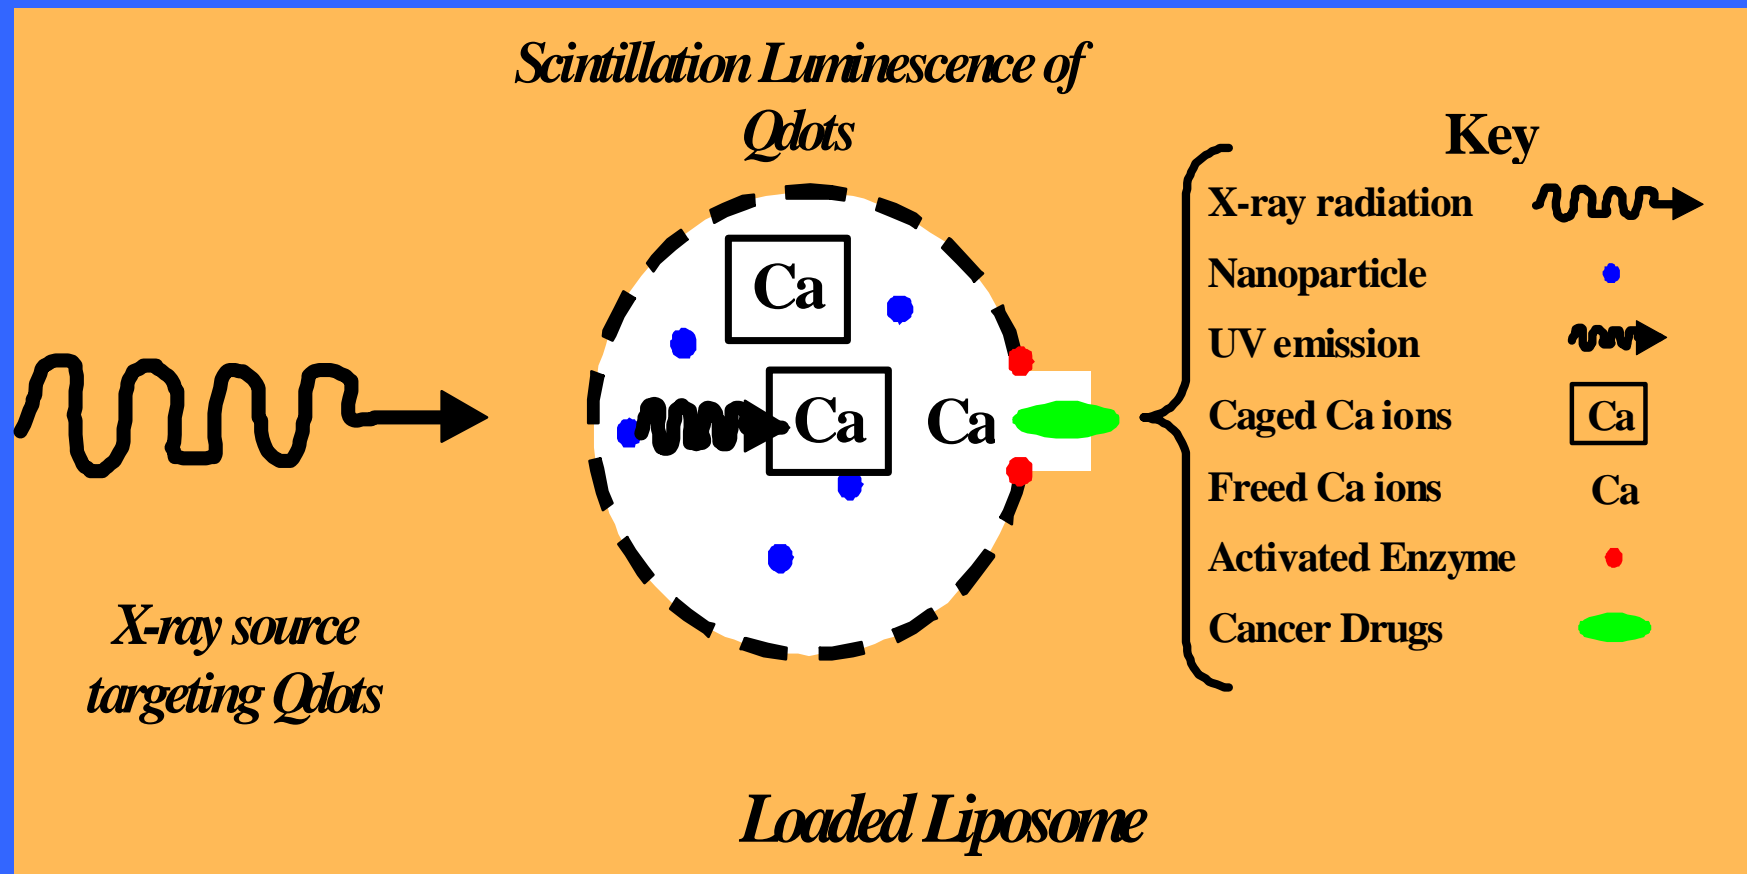 Scintillation Luminescence of
Qdots
Key
X-ray radiation
Nanoparticle
UV emission
Caged Ca ions Ca
Freed Ca ions Ca
Activated Enzyme
Cancer Drugs
Ca
Ca Ca
X-ray source
targeting Qdots
Loaded Liposome